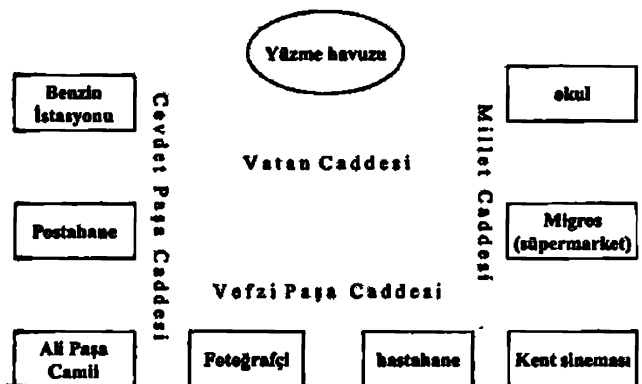 Yüzme havuzu
Benzin
İstasyonu
okul
Cevdet Paşa Caddesi
Vatan Caddesi
Millet Caddesi
Postahane
Migros
(süpermarket)
Vefzi Paşa Caddesi
Ali Paşa
Camii
Fotoğrafçi
hastahane
Kent sineması